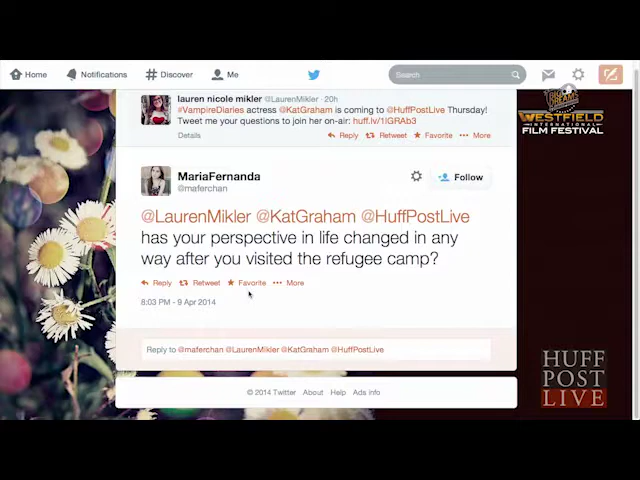 Home Notifications Discover Me Search
lauren nicole mikler @LaurenMikler · 20h
#VampireDiaries actress @KatGraham is coming to @HuffPostLive Thursday!
Tweet me your questions to join her on-air: huff.lv/1lGRAb3
Details Reply Retweet Favorite More
WESTFIELD
INTERNATIONAL
FILM FESTIVAL
MariaFernanda
@maferchan
Follow
@LaurenMikler @KatGraham @HuffPostLive
has your perspective in life changed in any
way after you visited the refugee camp?
Reply Retweet Favorite More
8:03 PM - 9 Apr 2014
Reply to @maferchan @LaurenMikler @KatGraham @HuffPostLive
© 2014 Twitter About Help Ads info
HUFF
POST
LIVE